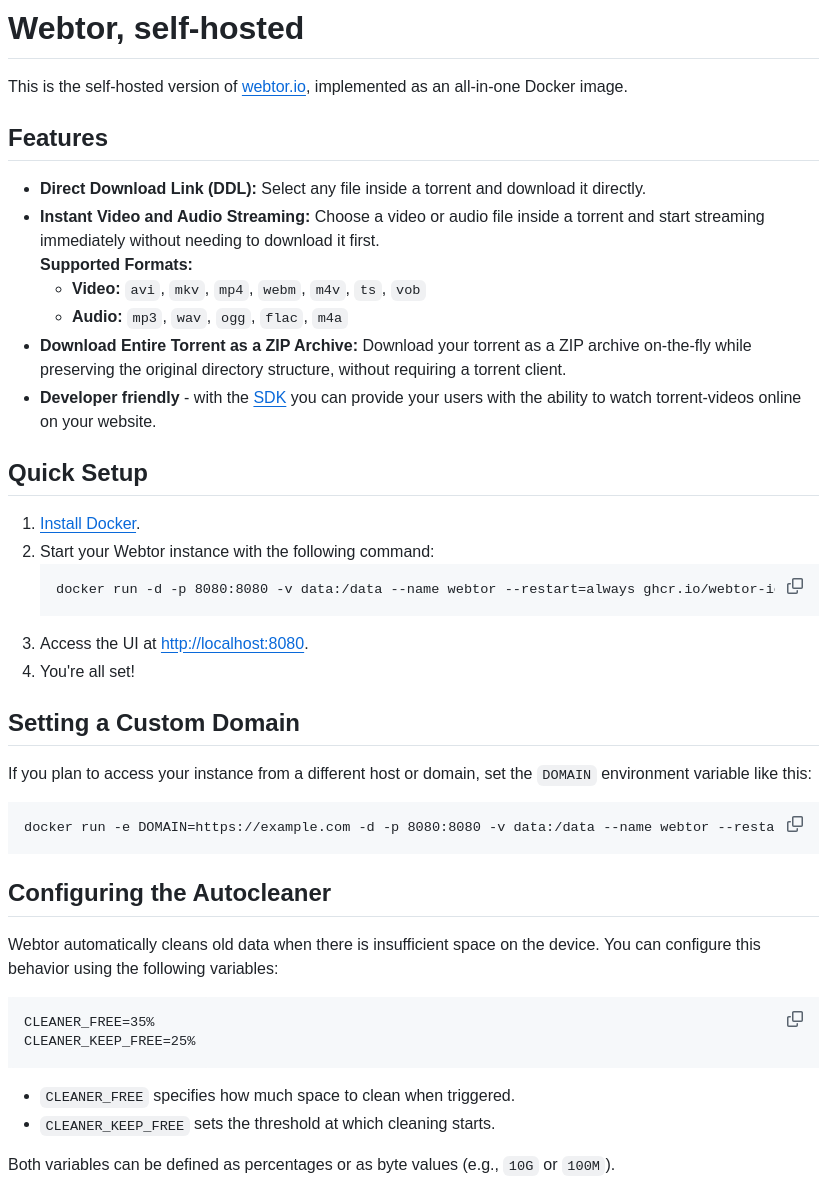 Webtor, self-hosted
This is the self-hosted version of webtor.io, implemented as an all-in-one Docker image.
Features
Direct Download Link (DDL): Select any file inside a torrent and download it directly.
Instant Video and Audio Streaming: Choose a video or audio file inside a torrent and start streaming
immediately without needing to download it first.
Supported Formats:
Video: avi, mkv, mp4, webm, m4v, ts, vob
Audio: mp3, wav, ogg, flac, m4a
Download Entire Torrent as a ZIP Archive: Download your torrent as a ZIP archive on-the-fly while
preserving the original directory structure, without requiring a torrent client.
Developer friendly - with the SDK you can provide your users with the ability to watch torrent-videos online
on your website.
Quick Setup
1. Install Docker.
2. Start your Webtor instance with the following command:
docker run -d -p 8080:8080 -v data:/data --name webtor --restart=always ghcr.io/webtor-i
3. Access the UI at http://localhost:8080.
4. You're all set!
Setting a Custom Domain
If you plan to access your instance from a different host or domain, set the DOMAIN environment variable like this:
docker run -e DOMAIN=https://example.com -d -p 8080:8080 -v data:/data --name webtor --resta
Configuring the Autocleaner
Webtor automatically cleans old data when there is insufficient space on the device. You can configure this
behavior using the following variables:
CLEANER_FREE=35%
CLEANER_KEEP_FREE=25%
CLEANER_FREE specifies how much space to clean when triggered.
CLEANER_KEEP_FREE sets the threshold at which cleaning starts.
Both variables can be defined as percentages or as byte values (e.g., 10G or 100M).